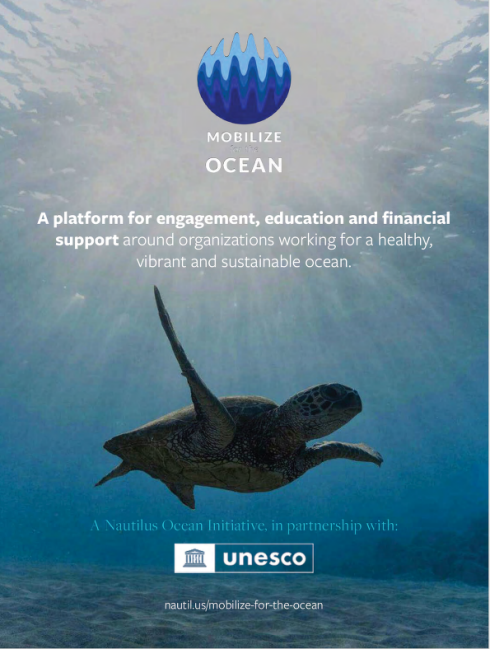 MOBILIZE
OCEAN
A platform for engagement, education and financial
support around organizations working for a healthy,
vibrant and sustainable ocean.
A Nautilus Ocean Initiative, in partnership with:
unesco
nautil.us/mobilize-for-the-ocean